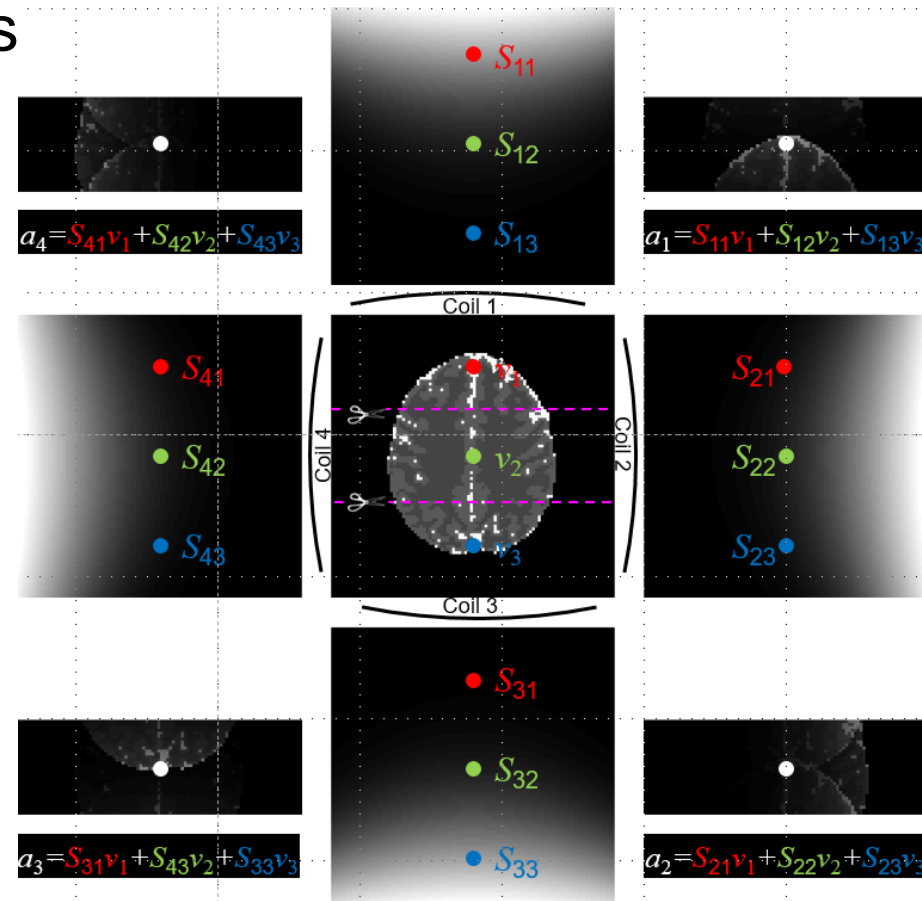 s
S₁₁
S₁₂
S₁₃
a₄=S₄₁v₁+S₄₂v₂+S₄₃v₃
a₁=S₁₁v₁+S₁₂v₂+S₁₃v₃
Coil 1
S₄₁
S₄₂
S₄₃
Coil 4
v₁
v₂
v₃
Coil 2
S₂₁
S₂₂
S₂₃
Coil 3
S₃₁
S₃₂
S₃₃
a₃=S₃₁v₁+S₄₃v₂+S₃₃v₃
a₂=S₂₁v₁+S₂₂v₂+S₂₃v₃